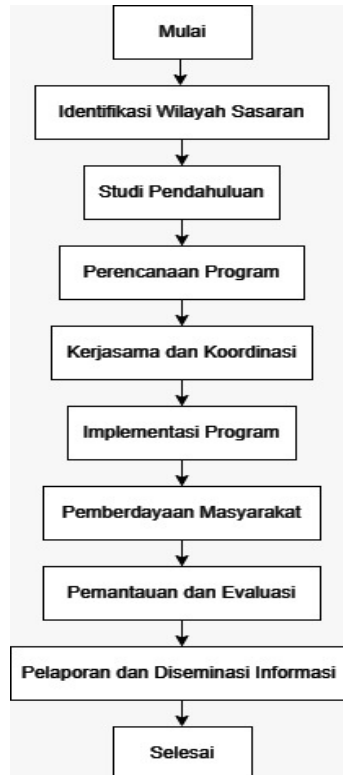 Mulai
Identifikasi Wilayah Sasaran
Studi Pendahuluan
Perencanaan Program
Kerjasama dan Koordinasi
Implementasi Program
Pemberdayaan Masyarakat
Pemantauan dan Evaluasi
Pelaporan dan Diseminasi Informasi
Selesai